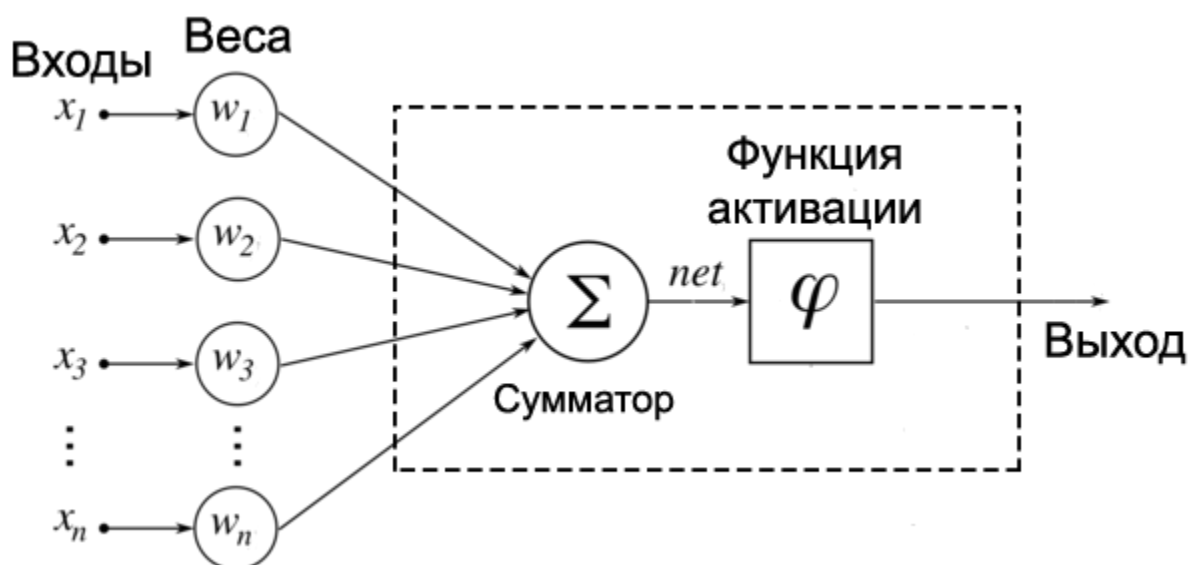 Входы
Веса
x1
w1
x2
w2
x3
w3
⋮
⋮
xn
wn
Σ
Сумматор
net
Функция
активации
φ
Выход